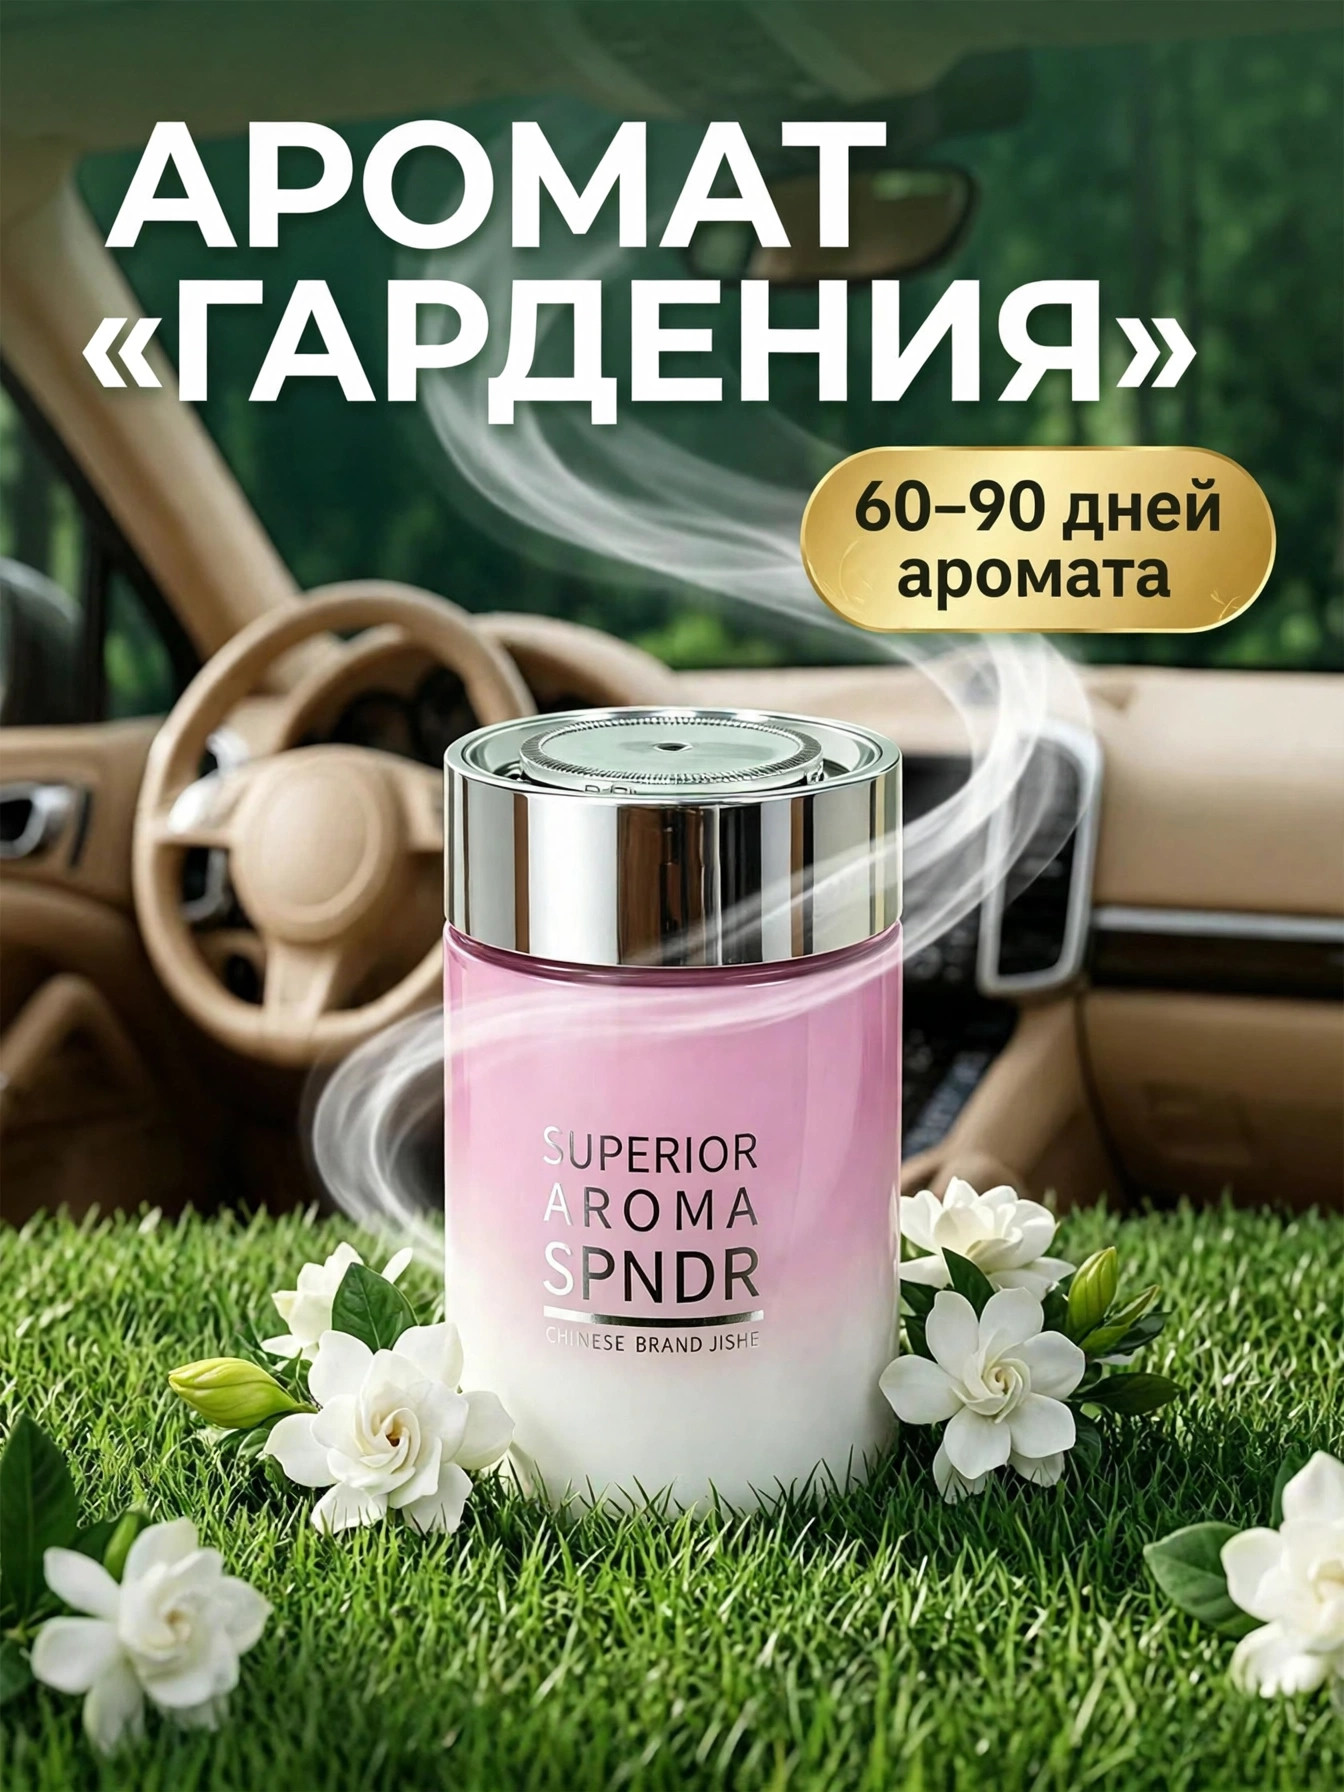 АРОМАТ
«ГАРДЕНИЯ»
60–90 дней
аромата
SUPERIOR
AROMA
SPNDR
CHINESE BRAND JISHE